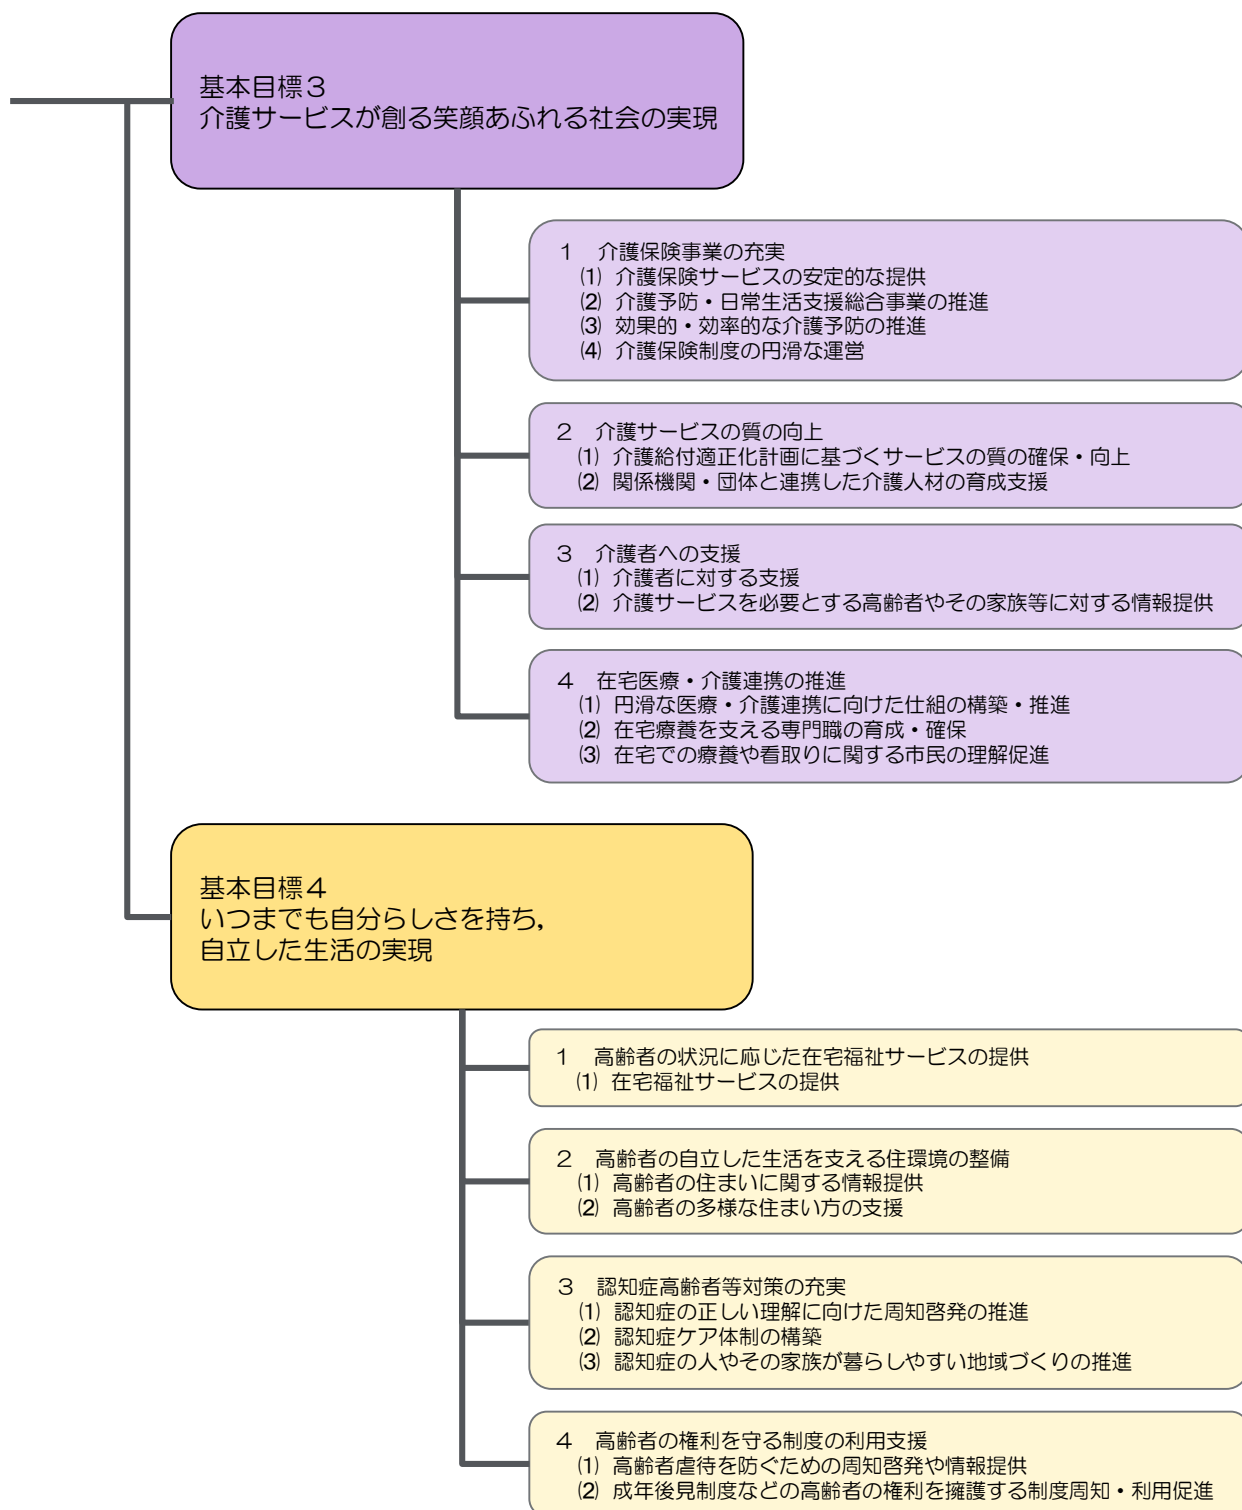 基本目標３
介護サービスが創る笑顔あふれる社会の実現
１　介護保険事業の充実
⑴ 介護保険サービスの安定的な提供
⑵ 介護予防・日常生活支援総合事業の推進
⑶ 効果的・効率的な介護予防の推進
⑷ 介護保険制度の円滑な運営
２　介護サービスの質の向上
⑴ 介護給付適正化計画に基づくサービスの質の確保・向上
⑵ 関係機関・団体と連携した介護人材の育成支援
３　介護者への支援
⑴ 介護者に対する支援
⑵ 介護サービスを必要とする高齢者やその家族等に対する情報提供
４　在宅医療・介護連携の推進
⑴ 円滑な医療・介護連携に向けた仕組の構築・推進
⑵ 在宅療養を支える専門職の育成・確保
⑶ 在宅での療養や看取りに関する市民の理解促進
基本目標４
いつまでも自分らしさを持ち，
自立した生活の実現
１　高齢者の状況に応じた在宅福祉サービスの提供
⑴ 在宅福祉サービスの提供
２　高齢者の自立した生活を支える住環境の整備
⑴ 高齢者の住まいに関する情報提供
⑵ 高齢者の多様な住まい方の支援
３　認知症高齢者等対策の充実
⑴ 認知症の正しい理解に向けた周知啓発の推進
⑵ 認知症ケア体制の構築
⑶ 認知症の人やその家族が暮らしやすい地域づくりの推進
４　高齢者の権利を守る制度の利用支援
⑴ 高齢者虐待を防ぐための周知啓発や情報提供
⑵ 成年後見制度などの高齢者の権利を擁護する制度周知・利用促進